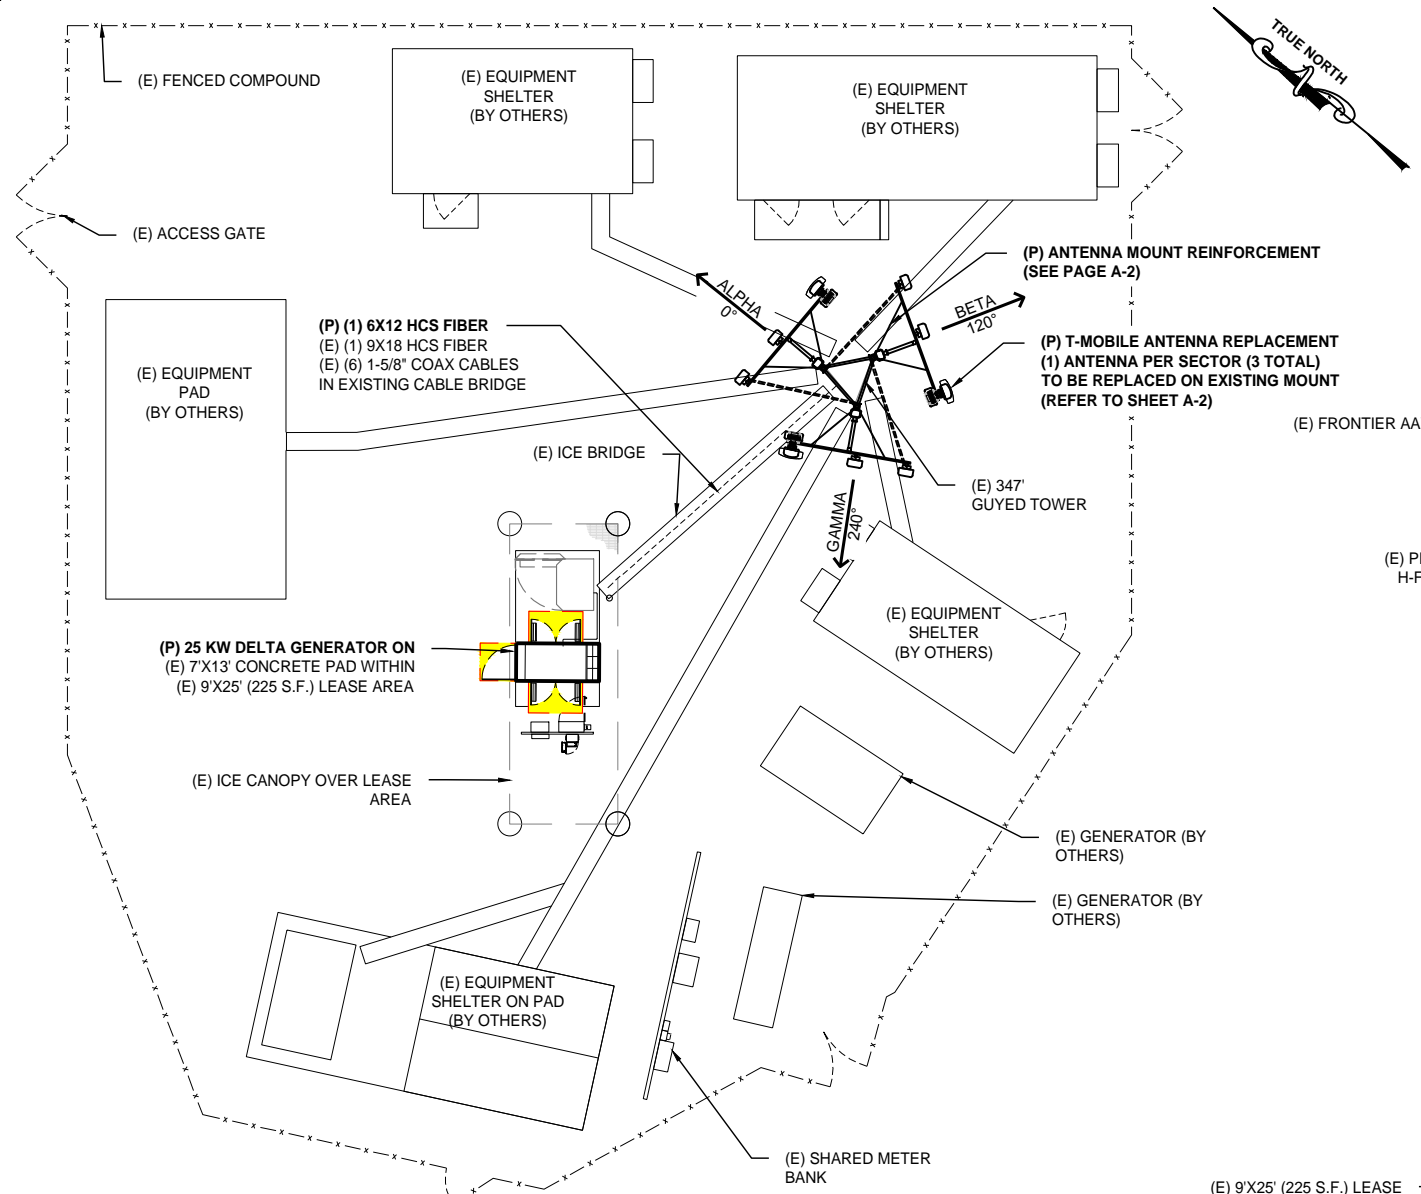 (E) FENCED COMPOUND
(E) EQUIPMENT
SHELTER
(BY OTHERS)
(E) EQUIPMENT
SHELTER
(BY OTHERS)
TRUE NORTH
(E) ACCESS GATE
(P) ANTENNA MOUNT REINFORCEMENT
(SEE PAGE A-2)
ALPHA
0°
BETA
120°
(P) (1) 6X12 HCS FIBER
(E) (1) 9X18 HCS FIBER
(E) (6) 1-5/8" COAX CABLES
IN EXISTING CABLE BRIDGE
(P) T-MOBILE ANTENNA REPLACEMENT
(1) ANTENNA PER SECTOR (3 TOTAL)
TO BE REPLACED ON EXISTING MOUNT
(REFER TO SHEET A-2)
(E) EQUIPMENT
PAD
(BY OTHERS)
(E) FRONTIER AA
(E) ICE BRIDGE
(E) 347'
GUYED TOWER
GAMMA
240°
(E)
H-F
(E) EQUIPMENT
SHELTER
(BY OTHERS)
(P) 25 KW DELTA GENERATOR ON
(E) 7'X13' CONCRETE PAD WITHIN
(E) 9'X25' (225 S.F.) LEASE AREA
(E) ICE CANOPY OVER LEASE
AREA
(E) GENERATOR (BY
OTHERS)
(E) GENERATOR (BY
OTHERS)
(E) EQUIPMENT
SHELTER ON PAD
(BY OTHERS)
(E) SHARED METER
BANK
(E) 9'X25' (225 S.F.) LEASE